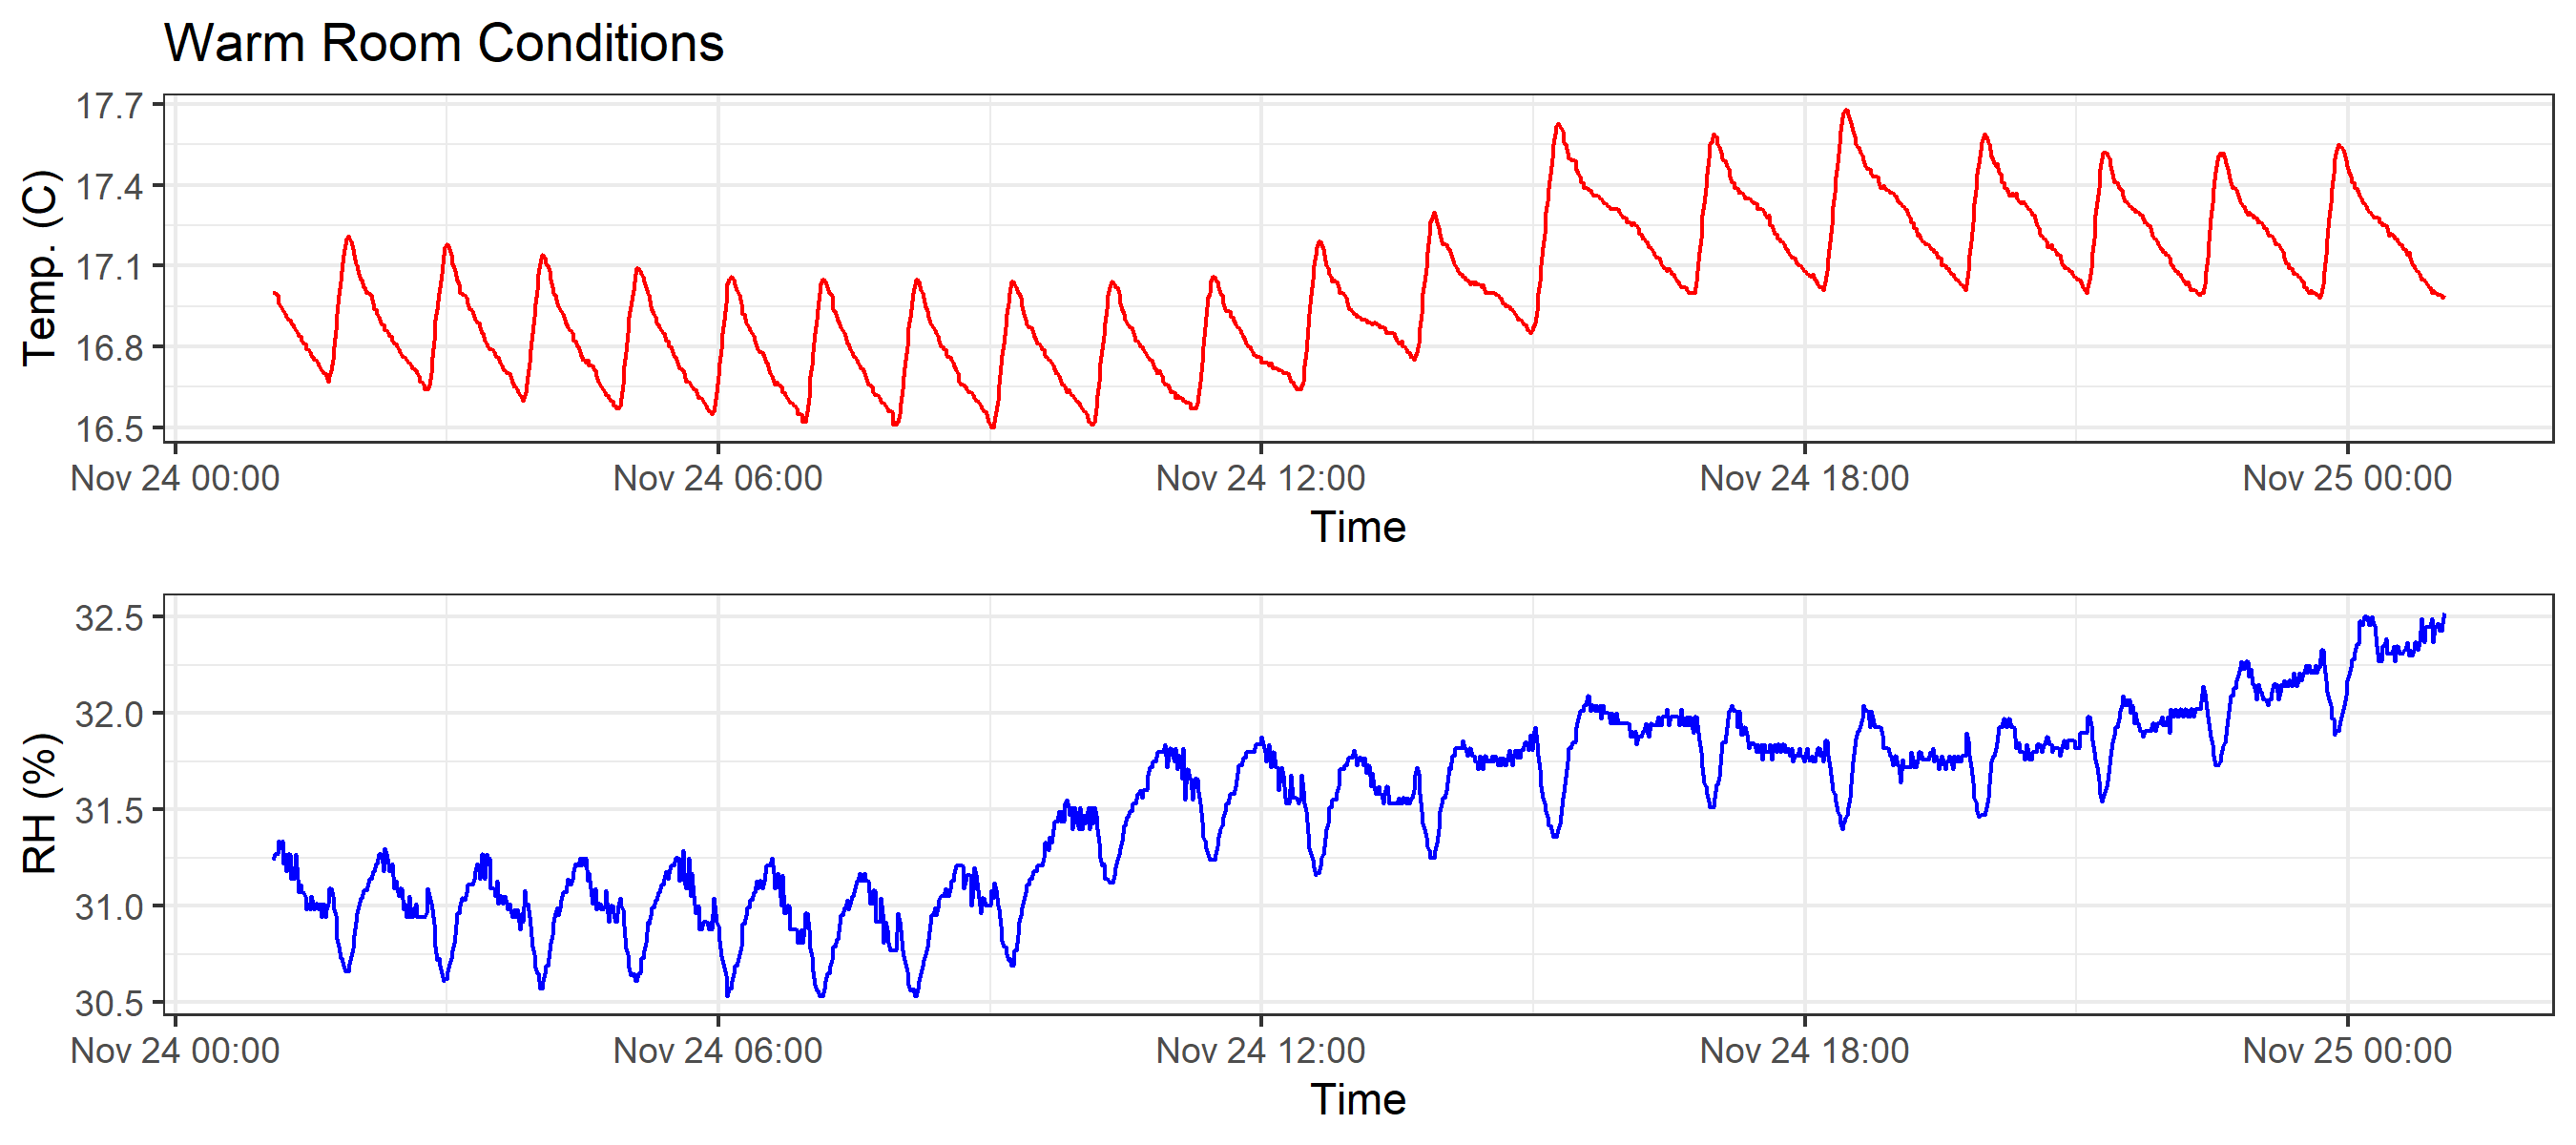 Warm Room Conditions
17.7
17.4
17.1
16.8
16.5
Temp. (C)
Nov 24 00:00 Nov 24 06:00 Nov 24 12:00 Nov 24 18:00 Nov 25 00:00
Time
32.5
32.0
31.5
31.0
30.5
RH (%)
Nov 24 00:00 Nov 24 06:00 Nov 24 12:00 Nov 24 18:00 Nov 25 00:00
Time